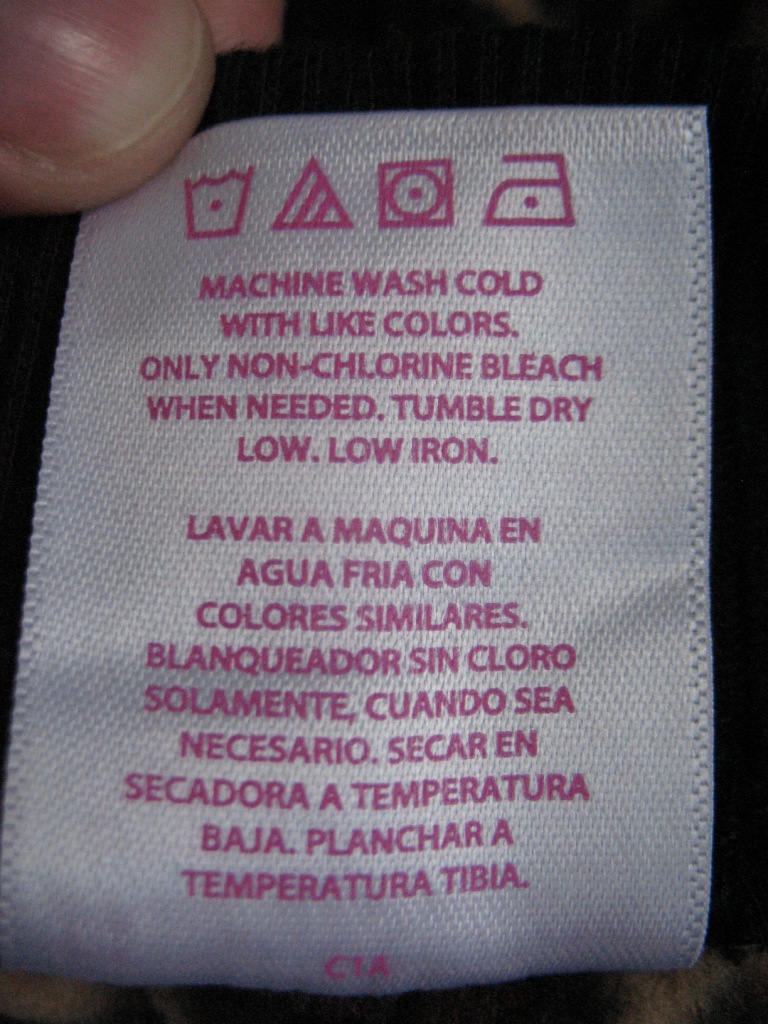 MACHINE WASH COLD
WITH LIKE COLORS.
ONLY NON-CHLORINE BLEACH
WHEN NEEDED. TUMBLE DRY
LOW. LOW IRON.
LAVAR A MAQUINA EN
AGUA FRIA CON
COLORES SIMILARES.
BLANQUEADOR SIN CLORO
SOLAMENTE, CUANDO SEA
NECESARIO. SECAR EN
SECADORA A TEMPERATURA
BAJA. PLANCHAR A
TEMPERATURA TIBIA.
C1A